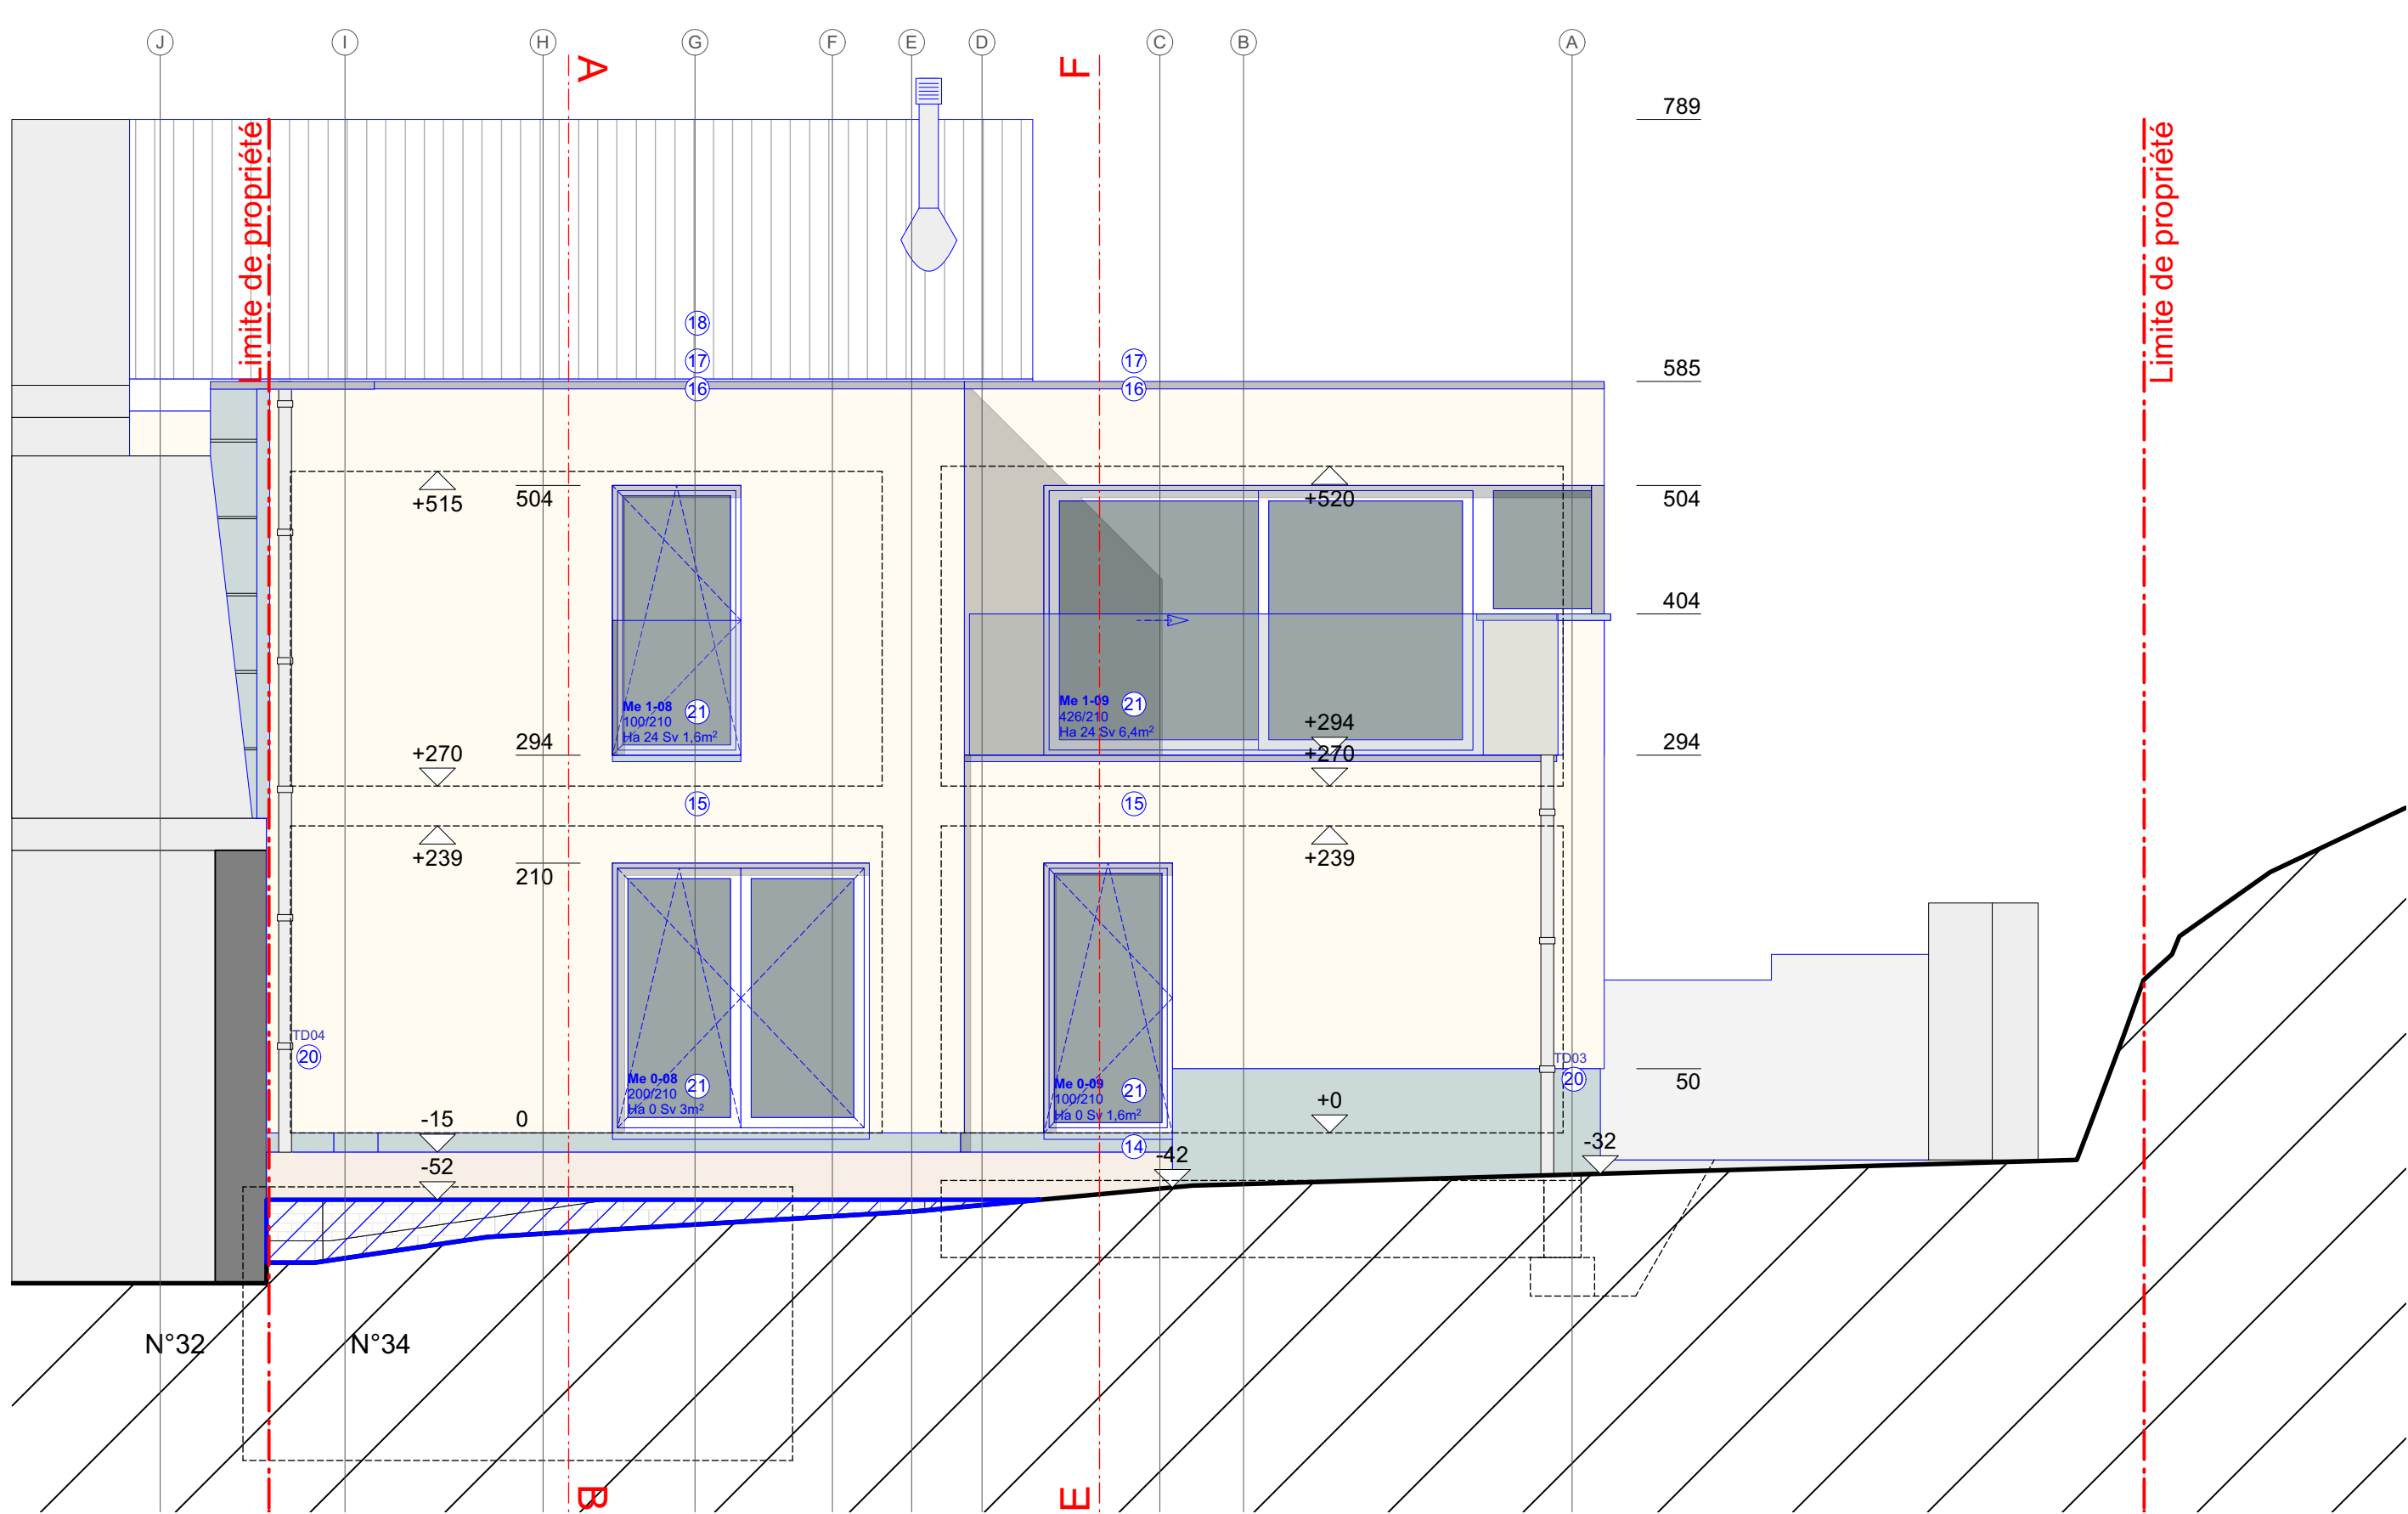 J
I
H
G
F
E
D
C
B
A
A
F
789
Limite de propriété
Limite de propriété
18
17
17
585
16
16
+515
504
+520
504
404
Me 1-08
100/210
Ha 24 Sv 1,6m²
21
Me 1-09
426/210
Ha 24 Sv 6,4m²
21
+294
+270
294
+270
294
15
15
+239
210
+239
TD04
20
TD03
20
50
Me 0-08
200/210
Ha 0 Sv 3m²
21
Me 0-09
100/210
Ha 0 Sv 1,6m²
21
-15
0
+0
14
-52
-42
-32
N°32
N°34
B
E